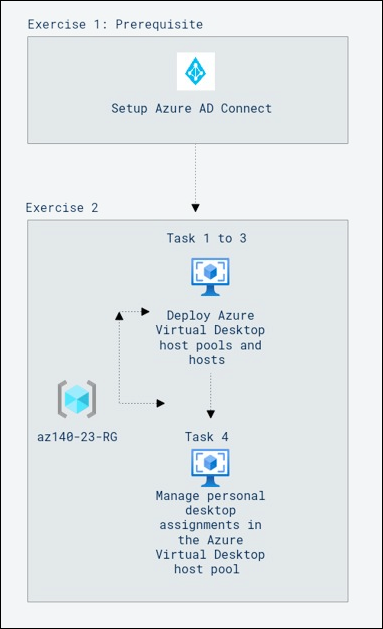 Exercise 1: Prerequisite
Setup Azure AD Connect
Exercise 2
Task 1 to 3
Deploy Azure
Virtual Desktop
host pools and
hosts
az140-23-RG
Task 4
Manage personal
desktop
assignments in
the Azure
Virtual Desktop
host pool